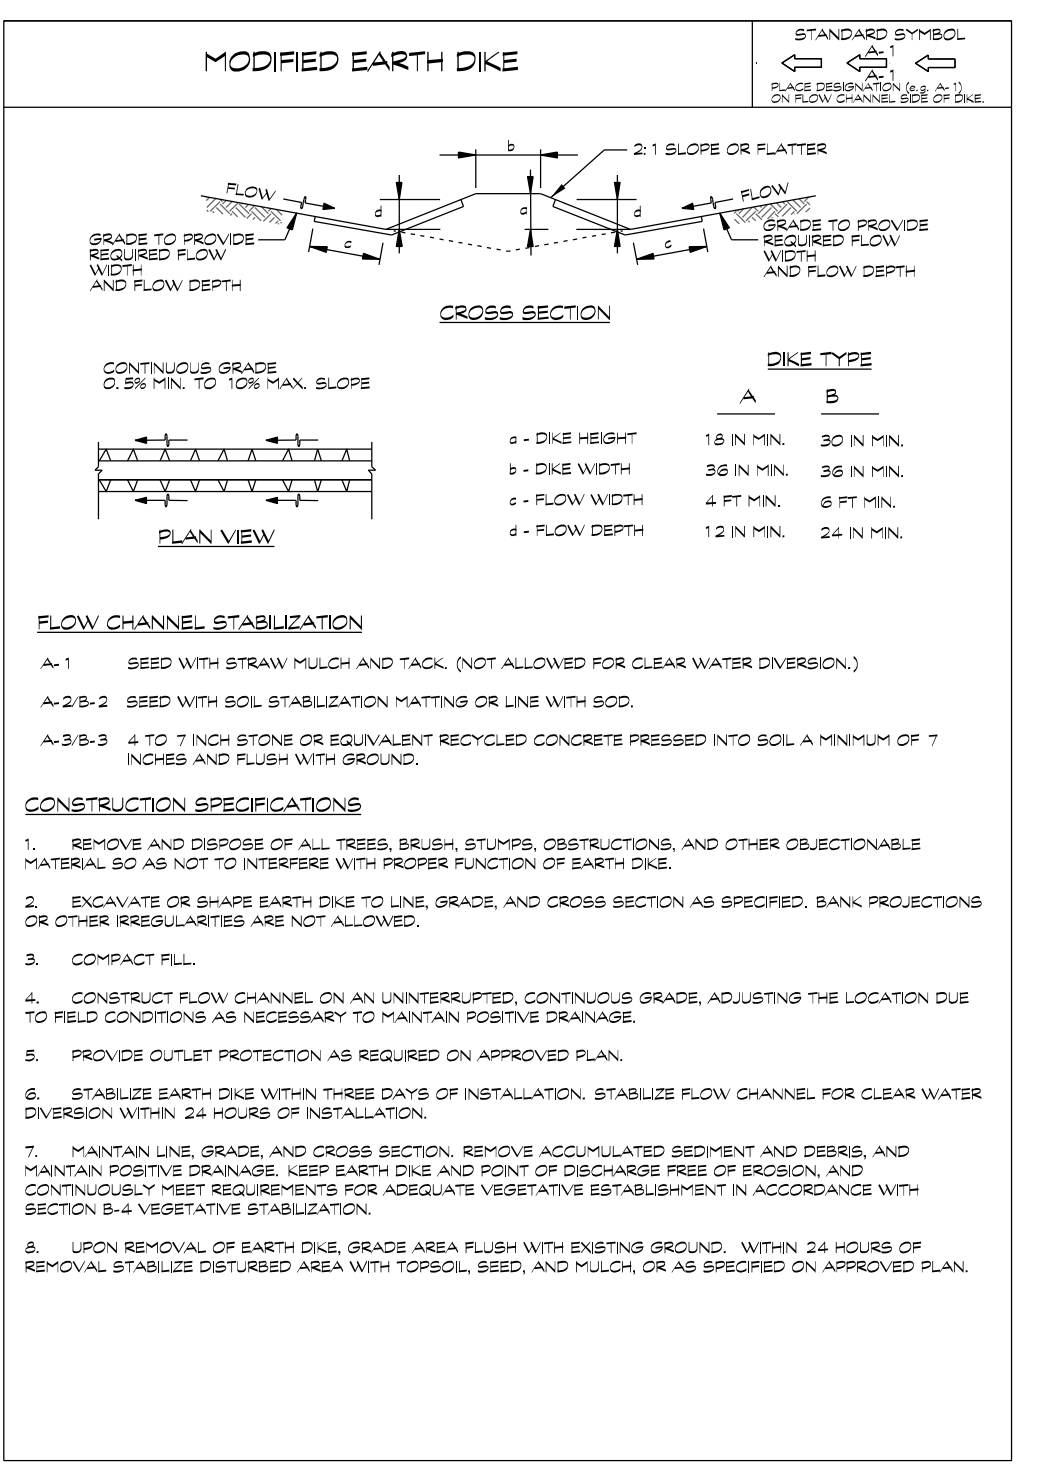 MODIFIED EARTH DIKE
STANDARD SYMBOL
A-1
A-1
PLACE DESIGNATION (e.g. A-1)
ON FLOW CHANNEL SIDE OF DIKE.
b
2:1 SLOPE OR FLATTER
FLOW
FLOW
d
a
d
c
c
GRADE TO PROVIDE
REQUIRED FLOW
WIDTH
AND FLOW DEPTH
GRADE TO PROVIDE
REQUIRED FLOW
WIDTH
AND FLOW DEPTH
CROSS SECTION
CONTINUOUS GRADE
0.5% MIN. TO 10% MAX. SLOPE
PLAN VIEW
DIKE TYPE
A B
a - DIKE HEIGHT 18 IN MIN. 30 IN MIN.
b - DIKE WIDTH 36 IN MIN. 36 IN MIN.
c - FLOW WIDTH 4 FT MIN. 6 FT MIN.
d - FLOW DEPTH 12 IN MIN. 24 IN MIN.
FLOW CHANNEL STABILIZATION
A-1 SEED WITH STRAW MULCH AND TACK. (NOT ALLOWED FOR CLEAR WATER DIVERSION.)
A-2/B-2 SEED WITH SOIL STABILIZATION MATTING OR LINE WITH SOD.
A-3/B-3 4 TO 7 INCH STONE OR EQUIVALENT RECYCLED CONCRETE PRESSED INTO SOIL A MINIMUM OF 7
INCHES AND FLUSH WITH GROUND.
CONSTRUCTION SPECIFICATIONS
1. REMOVE AND DISPOSE OF ALL TREES, BRUSH, STUMPS, OBSTRUCTIONS, AND OTHER OBJECTIONABLE
MATERIAL SO AS NOT TO INTERFERE WITH PROPER FUNCTION OF EARTH DIKE.
2. EXCAVATE OR SHAPE EARTH DIKE TO LINE, GRADE, AND CROSS SECTION AS SPECIFIED. BANK PROJECTIONS
OR OTHER IRREGULARITIES ARE NOT ALLOWED.
3. COMPACT FILL.
4. CONSTRUCT FLOW CHANNEL ON AN UNINTERRUPTED, CONTINUOUS GRADE, ADJUSTING THE LOCATION DUE
TO FIELD CONDITIONS AS NECESSARY TO MAINTAIN POSITIVE DRAINAGE.
5. PROVIDE OUTLET PROTECTION AS REQUIRED ON APPROVED PLAN.
6. STABILIZE EARTH DIKE WITHIN THREE DAYS OF INSTALLATION. STABILIZE FLOW CHANNEL FOR CLEAR WATER
DIVERSION WITHIN 24 HOURS OF INSTALLATION.
7. MAINTAIN LINE, GRADE, AND CROSS SECTION. REMOVE ACCUMULATED SEDIMENT AND DEBRIS, AND
MAINTAIN POSITIVE DRAINAGE. KEEP EARTH DIKE AND POINT OF DISCHARGE FREE OF EROSION, AND
CONTINUOUSLY MEET REQUIREMENTS FOR ADEQUATE VEGETATIVE ESTABLISHMENT IN ACCORDANCE WITH
SECTION B-4 VEGETATIVE STABILIZATION.
8. UPON REMOVAL OF EARTH DIKE, GRADE AREA FLUSH WITH EXISTING GROUND. WITHIN 24 HOURS OF
REMOVAL STABILIZE DISTURBED AREA WITH TOPSOIL, SEED, AND MULCH, OR AS SPECIFIED ON APPROVED PLAN.